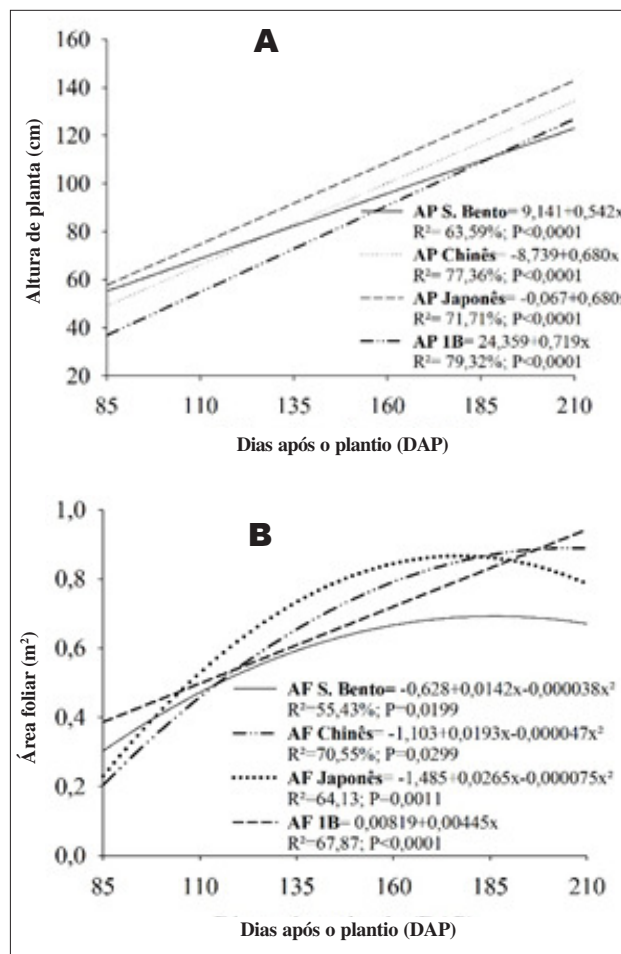 A
160
140
120
100
80
60
40
20
Altura de planta (cm)
AP S. Bento= 9,141+0,542x
R²= 63,59%; P<0,0001
AP Chinês= -8,739+0,680x
R²= 77,36%; P<0,0001
AP Japonês= -0,067+0,680x
R²= 71,71%; P<0,0001
AP 1B= 24,359+0,719x
R²= 79,32%; P<0,0001
85 110 135 160 185 210
Dias após o plantio (DAP)
B
1,0
0,8
0,6
0,4
0,2
0,0
Área foliar (m²)
AF S. Bento= -0,628+0,0142x-0,000038x²
R²=55,43%; P=0,0199
AF Chinês= -1,103+0,0193x-0,000047x²
R²=70,55%; P=0,0299
AF Japonês= -1,485+0,0265x-0,000075x²
R²=64,13; P=0,0011
AF 1B= 0,00819+0,00445x
R²=67,87; P<0,0001
85 110 135 160 185 210
Dias após o plantio (DAP)